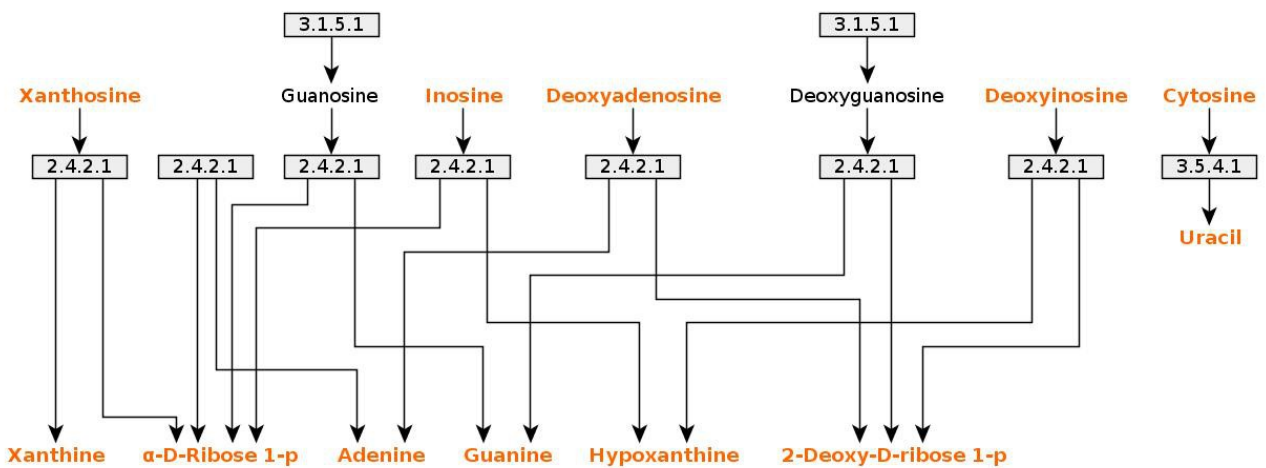 3.1.5.1 3.1.5.1
Xanthosine Guanosine Inosine Deoxyadenosine Deoxyguanosine Deoxyinosine Cytosine
2.4.2.1 2.4.2.1 2.4.2.1 2.4.2.1 2.4.2.1 2.4.2.1 2.4.2.1 3.5.4.1
Uracil
Xanthine α-D-Ribose 1-p Adenine Guanine Hypoxanthine 2-Deoxy-D-ribose 1-p